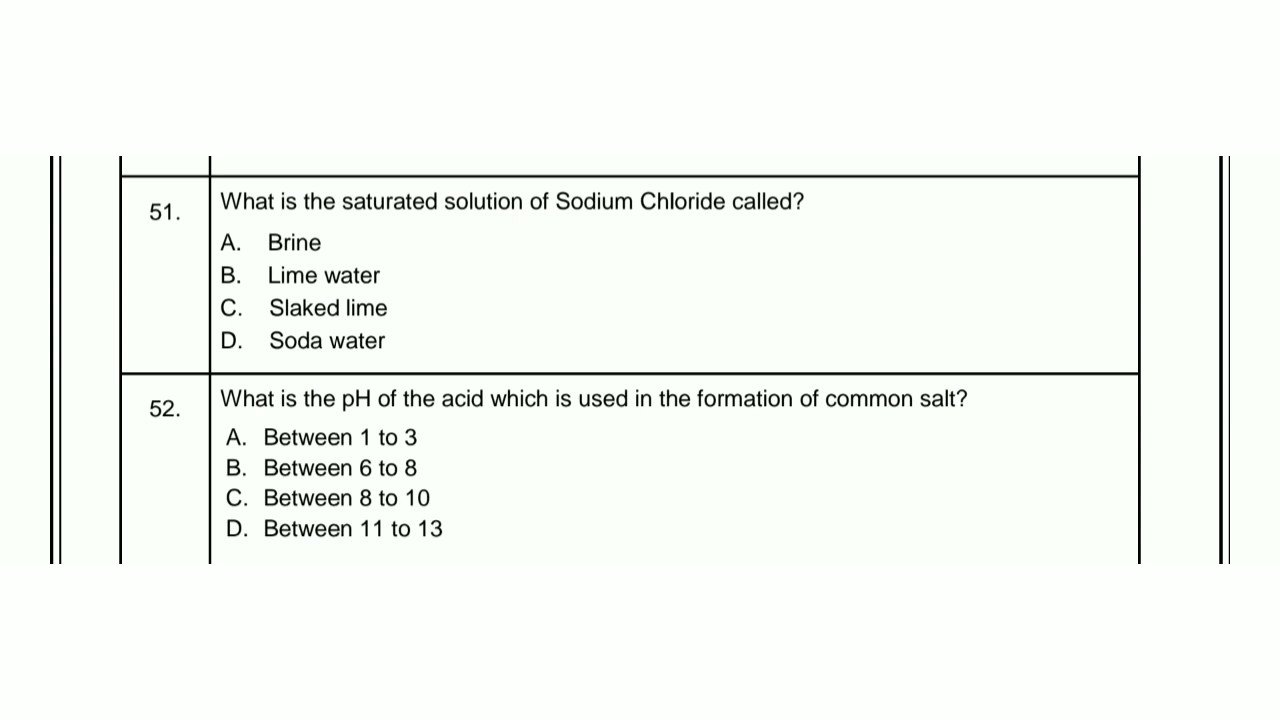 51.
What is the saturated solution of Sodium Chloride called?
A. Brine
B. Lime water
C. Slaked lime
D. Soda water
52.
What is the pH of the acid which is used in the formation of common salt?
A. Between 1 to 3
B. Between 6 to 8
C. Between 8 to 10
D. Between 11 to 13